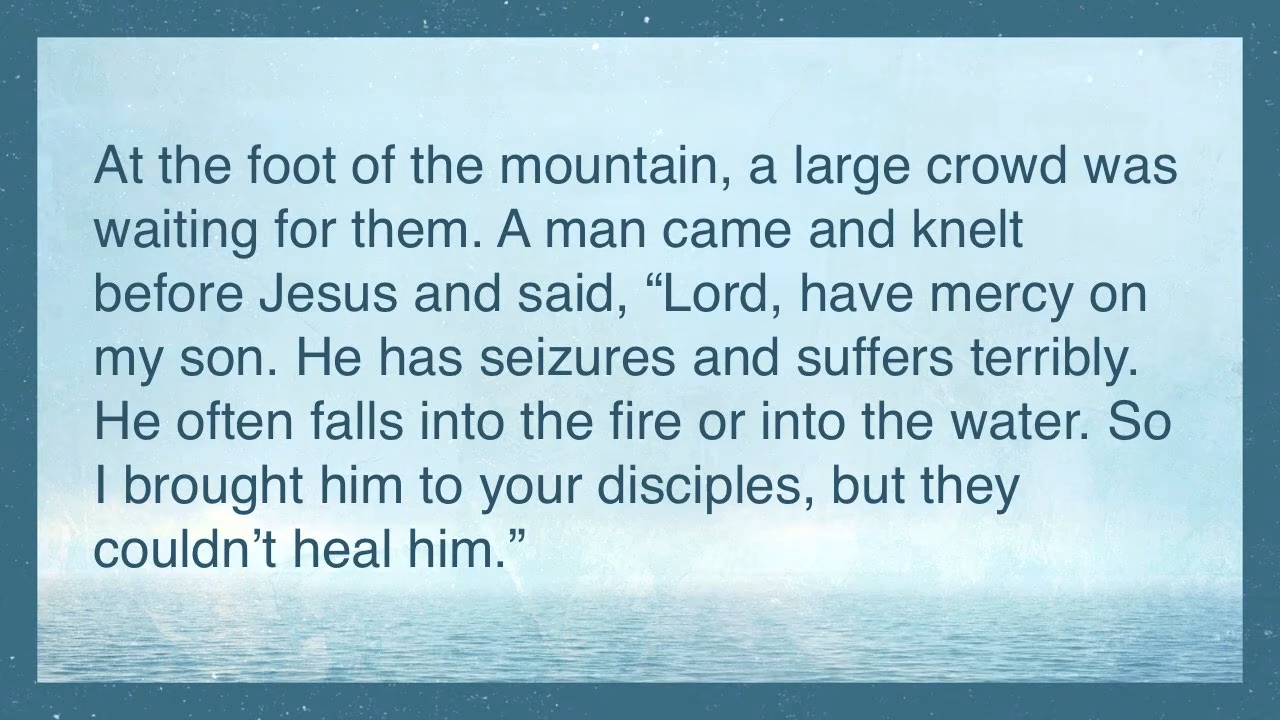 At the foot of the mountain, a large crowd was
waiting for them. A man came and knelt
before Jesus and said, “Lord, have mercy on
my son. He has seizures and suffers terribly.
He often falls into the fire or into the water. So
I brought him to your disciples, but they
couldn’t heal him.”